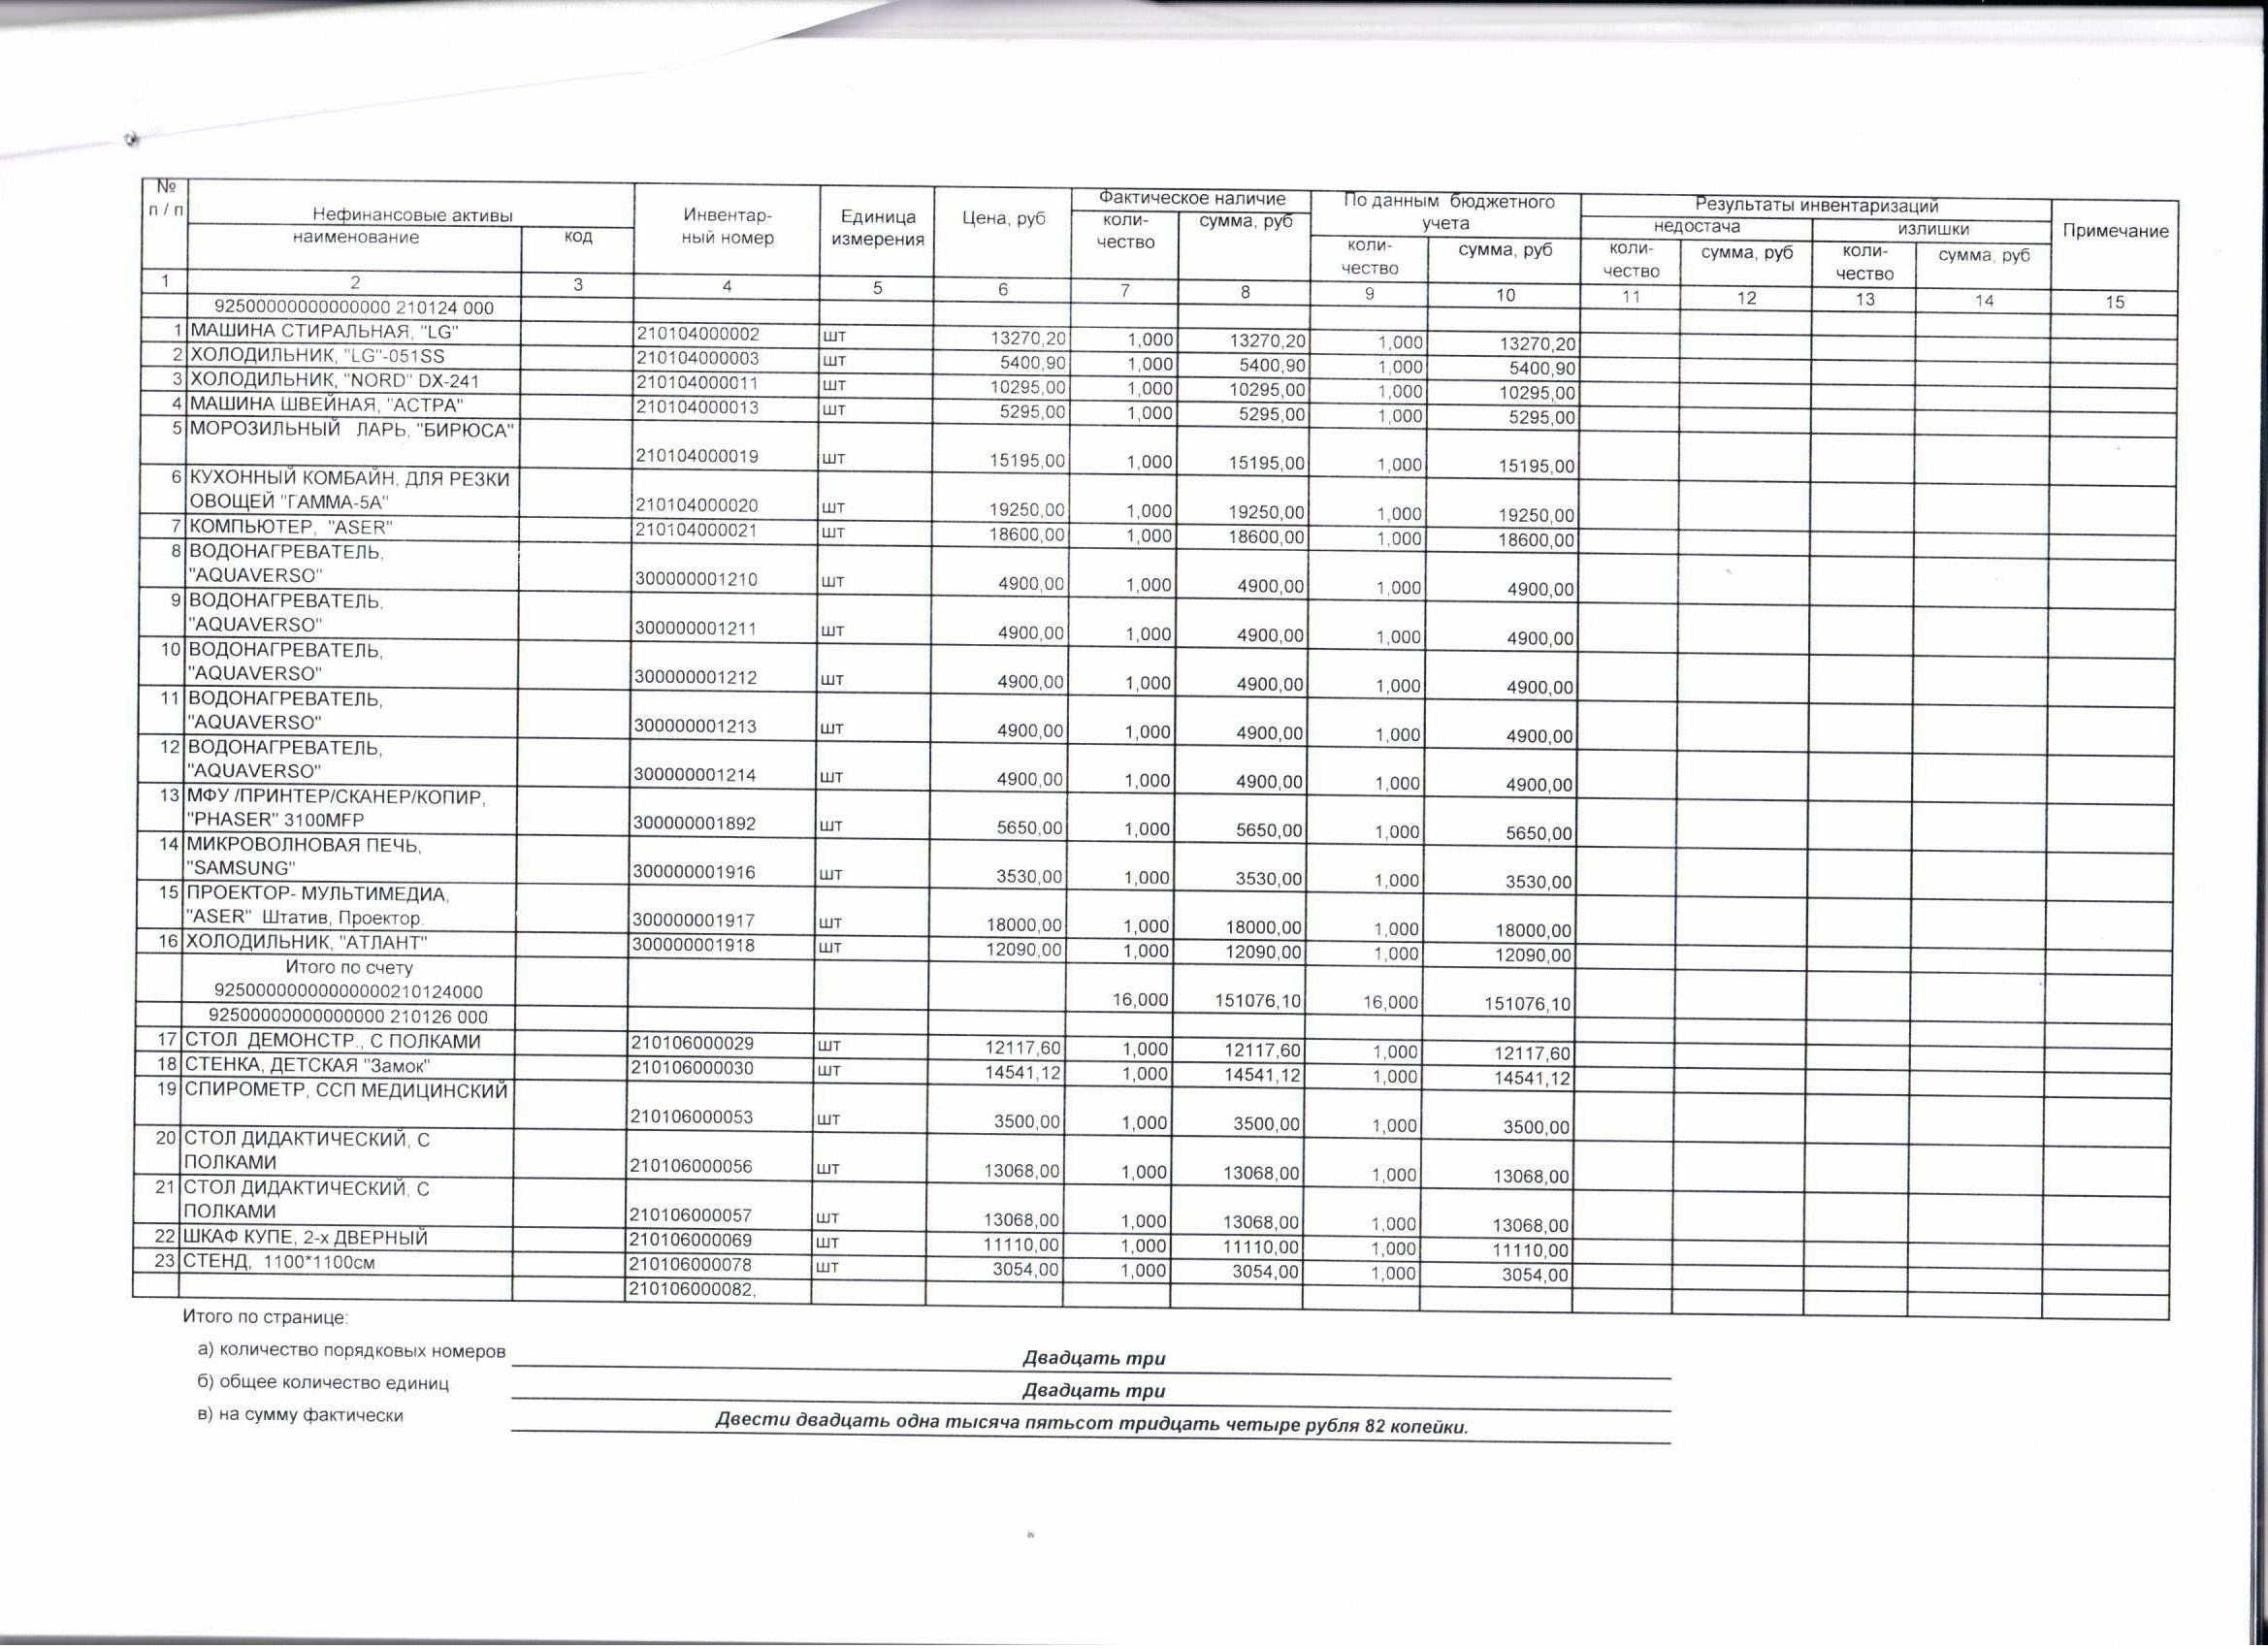 № п / п
Нефинансовые активы
наименование
код
Инвентар-
ный номер
Единица
измерения
Цена, руб
Фактическое наличие
коли-
чество
сумма, руб
По данным бюджетного
учета
коли-
чество
сумма, руб
Результаты инвентаризаций
недостача
коли-
чество
сумма, руб
излишки
коли-
чество
сумма, руб
Примечание
1 2 3 4 5 6 7 8 9 10 11 12 13 14 15
92500000000000000 210124 000
1 МАШИНА СТИРАЛЬНАЯ, "LG" 210104000002 шт 13270,20 1,000 13270,20 1,000 13270,20
2 ХОЛОДИЛЬНИК, "LG"-051SS 210104000003 шт 5400,90 1,000 5400,90 1,000 5400,90
3 ХОЛОДИЛЬНИК, "NORD" DX-241 210104000011 шт 10295,00 1,000 10295,00 1,000 10295,00
4 МАШИНА ШВЕЙНАЯ, "АСТРА" 210104000013 шт 5295,00 1,000 5295,00 1,000 5295,00
5 МОРОЗИЛЬНЫЙ ЛАРЬ, "БИРЮСА"
210104000019 шт 15195,00 1,000 15195,00 1,000 15195,00
6 КУХОННЫЙ КОМБАЙН, ДЛЯ РЕЗКИ
ОВОЩЕЙ "ГАММА-5А" 210104000020 шт 19250,00 1,000 19250,00 1,000 19250,00
7 КОМПЬЮТЕР, "ASER" 210104000021 шт 18600,00 1,000 18600,00 1,000 18600,00
8 ВОДОНАГРЕВАТЕЛЬ,
"AQUAVERSO" 300000001210 шт 4900,00 1,000 4900,00 1,000 4900,00
9 ВОДОНАГРЕВАТЕЛЬ,
"AQUAVERSO" 300000001211 шт 4900,00 1,000 4900,00 1,000 4900,00
10 ВОДОНАГРЕВАТЕЛЬ,
"AQUAVERSO" 300000001212 шт 4900,00 1,000 4900,00 1,000 4900,00
11 ВОДОНАГРЕВАТЕЛЬ,
"AQUAVERSO" 300000001213 шт 4900,00 1,000 4900,00 1,000 4900,00
12 ВОДОНАГРЕВАТЕЛЬ,
"AQUAVERSO" 300000001214 шт 4900,00 1,000 4900,00 1,000 4900,00
13 МФУ /ПРИНТЕР/СКАНЕР/КОПИР,
"PHASER" 3100MFP 300000001892 шт 5650,00 1,000 5650,00 1,000 5650,00
14 МИКРОВОЛНОВАЯ ПЕЧЬ,
"SAMSUNG" 300000001916 шт 3530,00 1,000 3530,00 1,000 3530,00
15 ПРОЕКТОР- МУЛЬТИМЕДИА,
"ASER" Штатив, Проектор. 300000001917 шт 18000,00 1,000 18000,00 1,000 18000,00
16 ХОЛОДИЛЬНИК, "АТЛАНТ" 300000001918 шт 12090,00 1,000 12090,00 1,000 12090,00
Итого по счету
92500000000000000210124000 16,000 151076,10 16,000 151076,10
92500000000000000 210126 000
17 СТОЛ ДЕМОНСТР., С ПОЛКАМИ 210106000029 шт 12117,60 1,000 12117,60 1,000 12117,60
18 СТЕНКА, ДЕТСКАЯ "Замок" 210106000030 шт 14541,12 1,000 14541,12 1,000 14541,12
19 СПИРОМЕТР, ССП МЕДИЦИНСКИЙ
210106000053 шт 3500,00 1,000 3500,00 1,000 3500,00
20 СТОЛ ДИДАКТИЧЕСКИЙ, С
ПОЛКАМИ 210106000056 шт 13068,00 1,000 13068,00 1,000 13068,00
21 СТОЛ ДИДАКТИЧЕСКИЙ, С
ПОЛКАМИ 210106000057 шт 13068,00 1,000 13068,00 1,000 13068,00
22 ШКАФ КУПЕ, 2-х ДВЕРНЫЙ 210106000069 шт 11110,00 1,000 11110,00 1,000 11110,00
23 СТЕНД, 1100*1100см 210106000078 шт 3054,00 1,000 3054,00 1,000 3054,00
210106000082,
Итого по странице:
а) количество порядковых номеров Двадцать три
б) общее количество единиц Двадцать три
в) на сумму фактически Двести двадцать одна тысяча пятьсот тридцать четыре рубля 82 копейки.